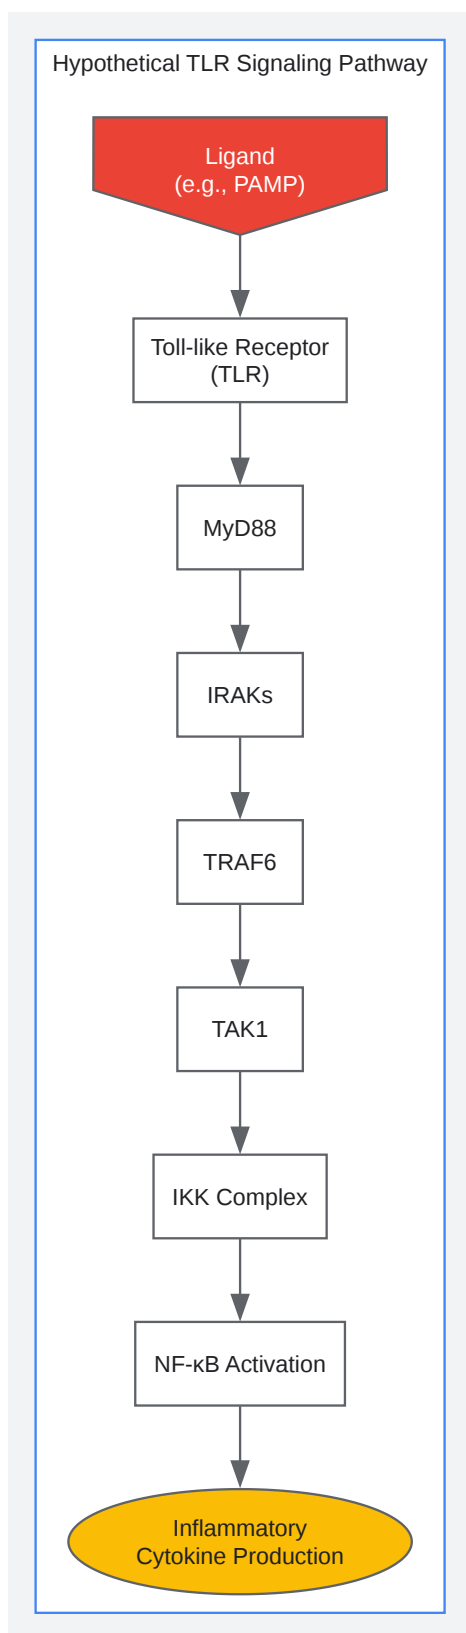 Hypothetical TLR Signaling Pathway
Ligand
(e.g., PAMP)
Toll-like Receptor
(TLR)
MyD88
IRAKs
TRAF6
TAK1
IKK Complex
NF-κB Activation
Inflammatory
Cytokine Production